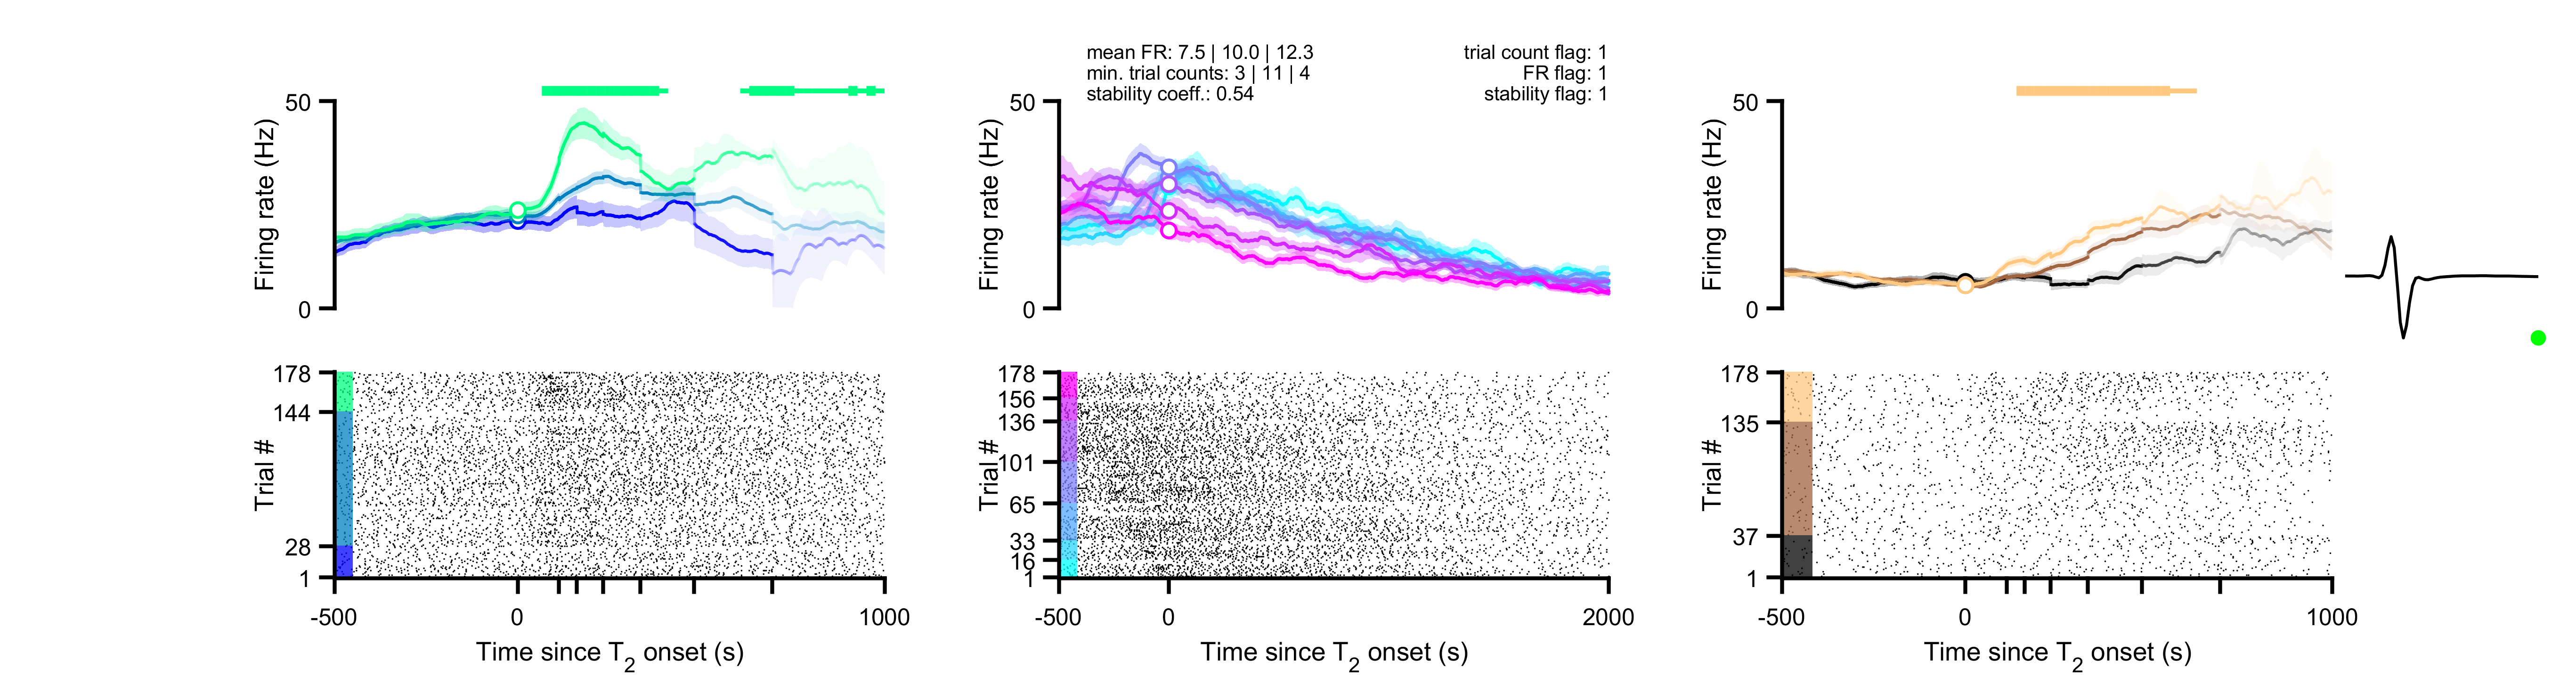 mean FR: 7.5 | 10.0 | 12.3
min. trial counts: 3 | 11 | 4
stability coeff.: 0.54
trial count flag: 1
FR flag: 1
stability flag: 1
50
Firing rate (Hz)
0
50
Firing rate (Hz)
0
50
Firing rate (Hz)
0
178
144
Trial #
28
1
-500
0
1000
Time since T2 onset (s)
178
156
136
Trial #
101
65
33
16
1
-500
0
2000
Time since T2 onset (s)
178
135
Trial #
37
1
-500
0
1000
Time since T2 onset (s)